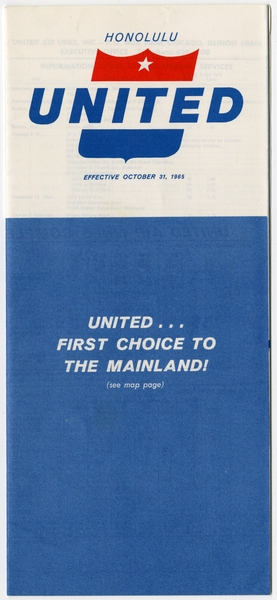 HONOLULU
UNITED
EFFECTIVE OCTOBER 31, 1965
UNITED . . .
FIRST CHOICE TO
THE MAINLAND!
(see map page)